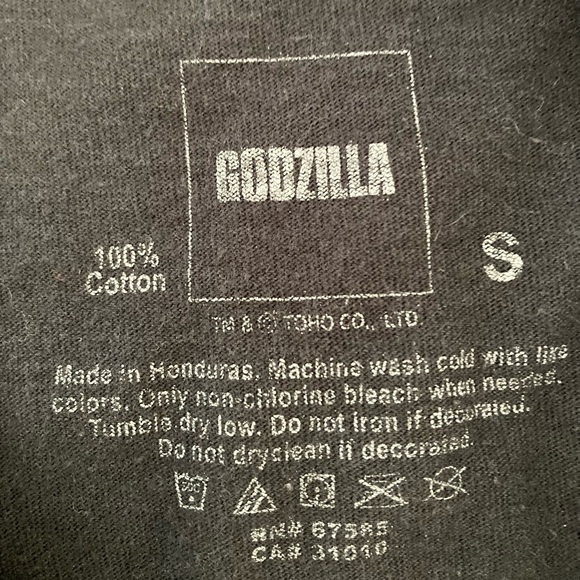 GODZILLA
100%
Cotton
S
TM & © TOHO CO., LTD.
Made in Honduras. Machine wash cold with like
colors. Only non-chlorine bleach when needed.
Tumble dry low. Do not iron if decorated.
Do not dryclean if decorated.
RN# 67585
CA# 31010